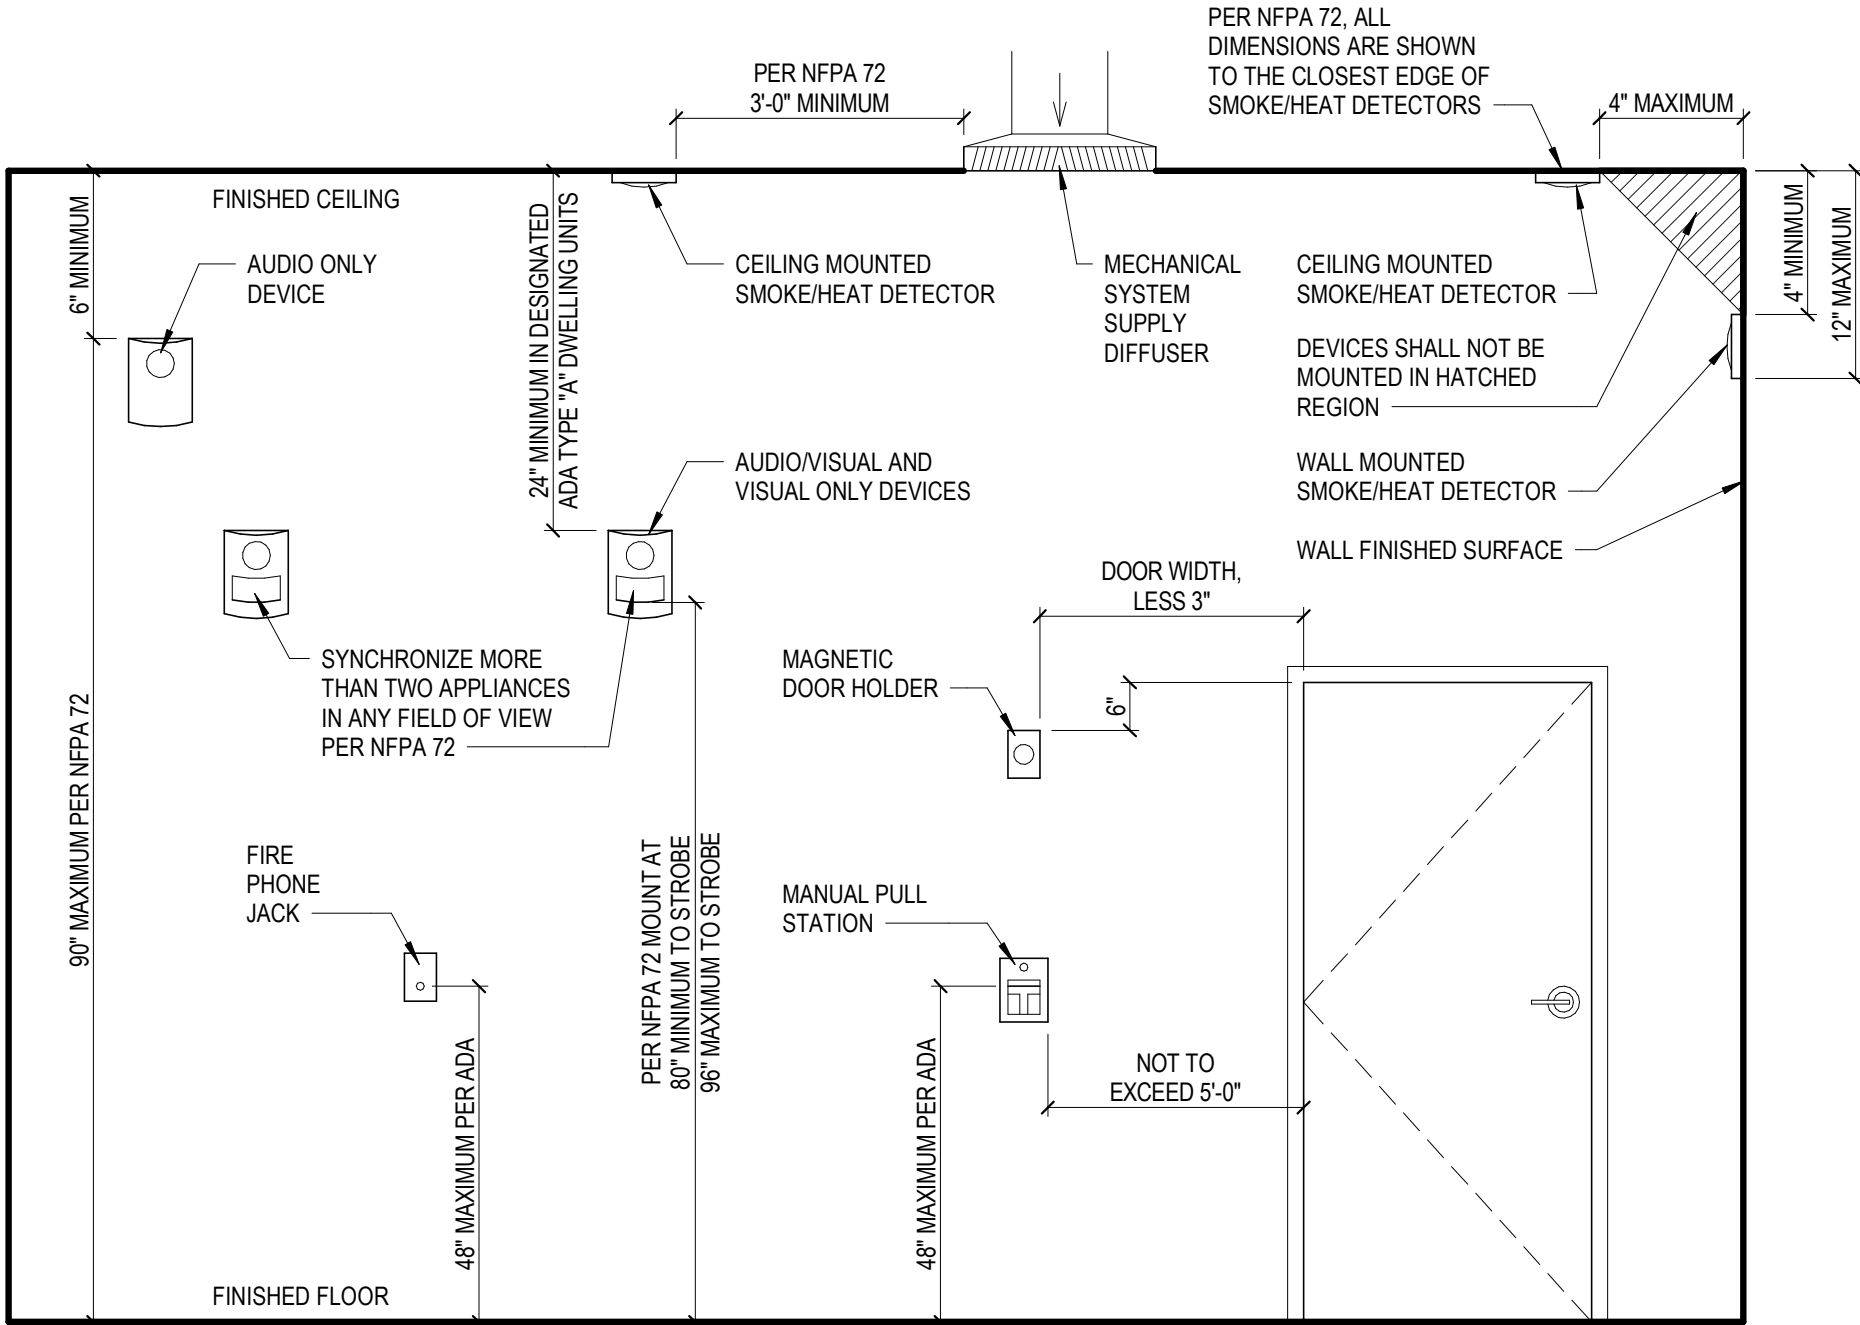 PER NFPA 72, ALL
DIMENSIONS ARE SHOWN
TO THE CLOSEST EDGE OF
SMOKE/HEAT DETECTORS
PER NFPA 72
3'-0" MINIMUM
4" MAXIMUM
FINISHED CEILING
6" MINIMUM
AUDIO ONLY
DEVICE
24" MINIMUM IN DESIGNATED
ADA TYPE "A" DWELLING UNITS
CEILING MOUNTED
SMOKE/HEAT DETECTOR
MECHANICAL
SYSTEM
SUPPLY
DIFFUSER
CEILING MOUNTED
SMOKE/HEAT DETECTOR
4" MINIMUM
12" MAXIMUM
DEVICES SHALL NOT BE
MOUNTED IN HATCHED
REGION
AUDIO/VISUAL AND
VISUAL ONLY DEVICES
WALL MOUNTED
SMOKE/HEAT DETECTOR
WALL FINISHED SURFACE
DOOR WIDTH,
LESS 3"
SYNCHRONIZE MORE
THAN TWO APPLIANCES
IN ANY FIELD OF VIEW
PER NFPA 72
MAGNETIC
DOOR HOLDER
6"
90" MAXIMUM PER NFPA 72
FIRE
PHONE
JACK
PER NFPA 72 MOUNT AT
80" MINIMUM TO STROBE
96" MAXIMUM TO STROBE
MANUAL PULL
STATION
48" MAXIMUM PER ADA
48" MAXIMUM PER ADA
NOT TO
EXCEED 5'-0"
FINISHED FLOOR